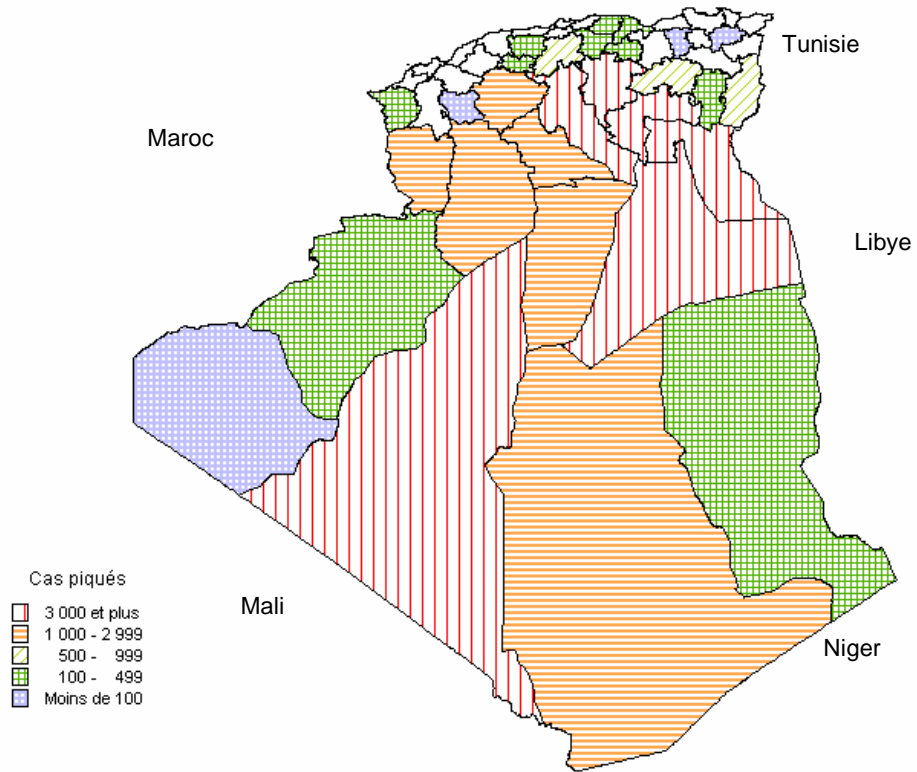 Tunisie
Maroc
Libye
Cas piqués
3 000 et plus
1 000 - 2 999
500 - 999
100 - 499
Moins de 100
Mali
Niger